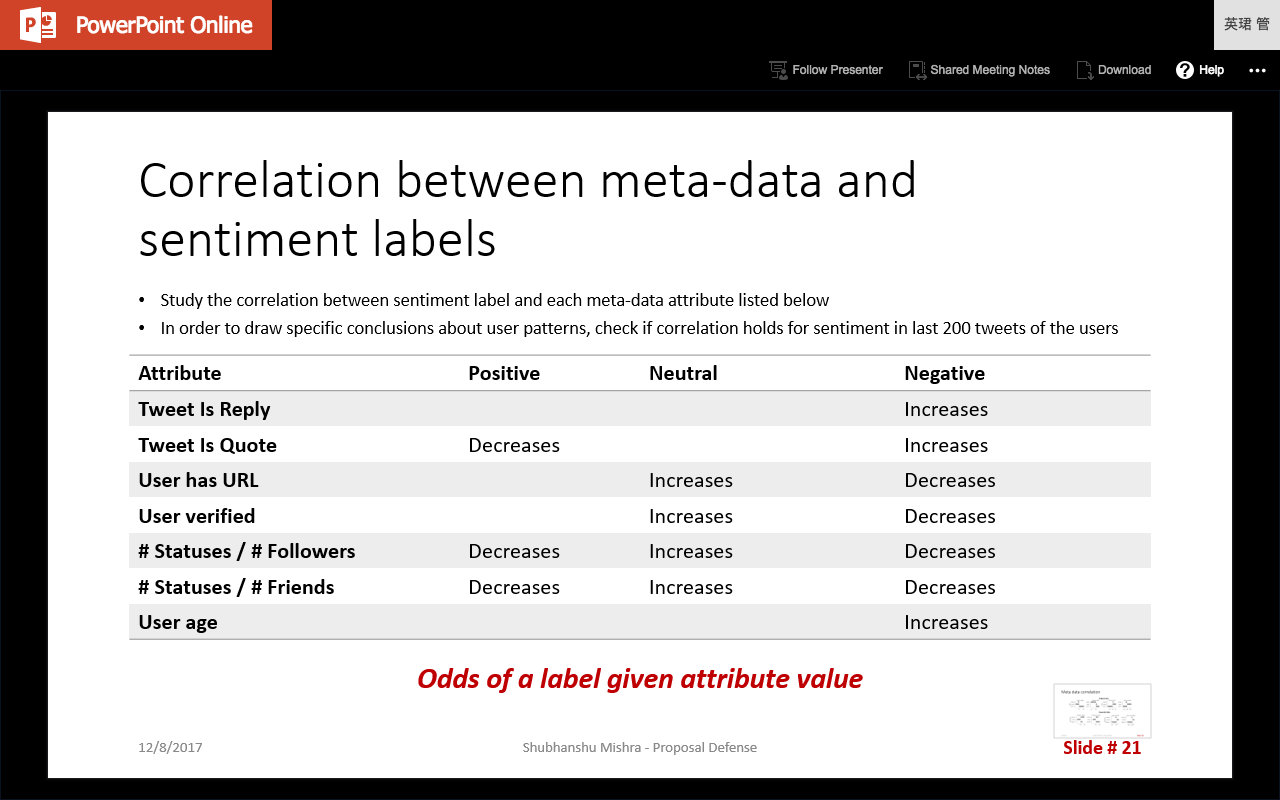 PowerPoint Online
英珺 管
Follow Presenter Shared Meeting Notes Download Help
Correlation between meta-data and
sentiment labels
• Study the correlation between sentiment label and each meta-data attribute listed below
• In order to draw specific conclusions about user patterns, check if correlation holds for sentiment in last 200 tweets of the users
Attribute Positive Neutral Negative
Tweet Is Reply Increases
Tweet Is Quote Decreases Increases
User has URL Increases Decreases
User verified Increases Decreases
# Statuses / # Followers Decreases Increases Decreases
# Statuses / # Friends Decreases Increases Decreases
User age Increases
Odds of a label given attribute value
Meta data correlation
12/8/2017 Shubhanshu Mishra - Proposal Defense Slide # 21